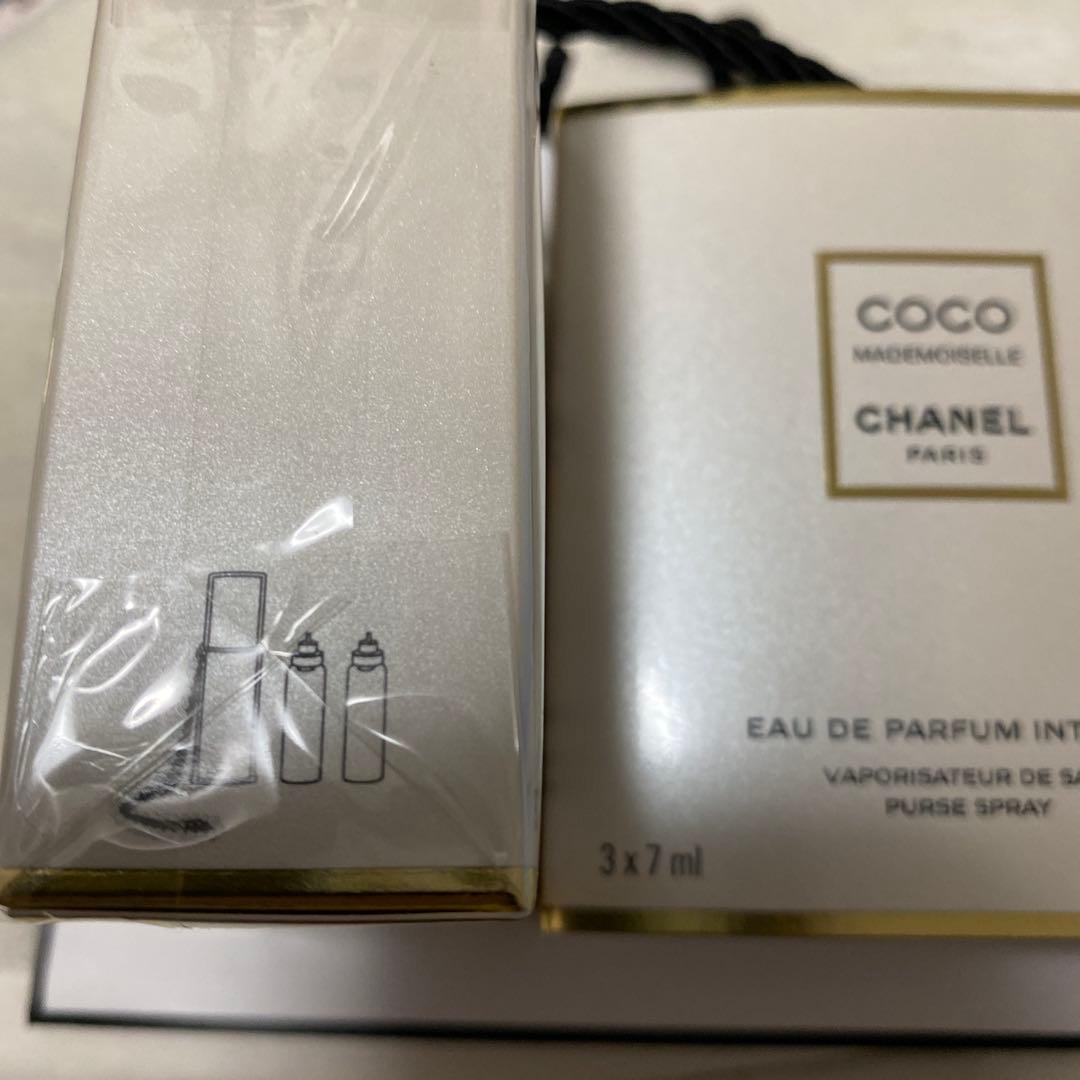 COCO
MADEMOISELLE
CHANEL
PARIS
EAU DE PARFUM INT
VAPORISATEUR DE SA
PURSE SPRAY
3 x 7 ml